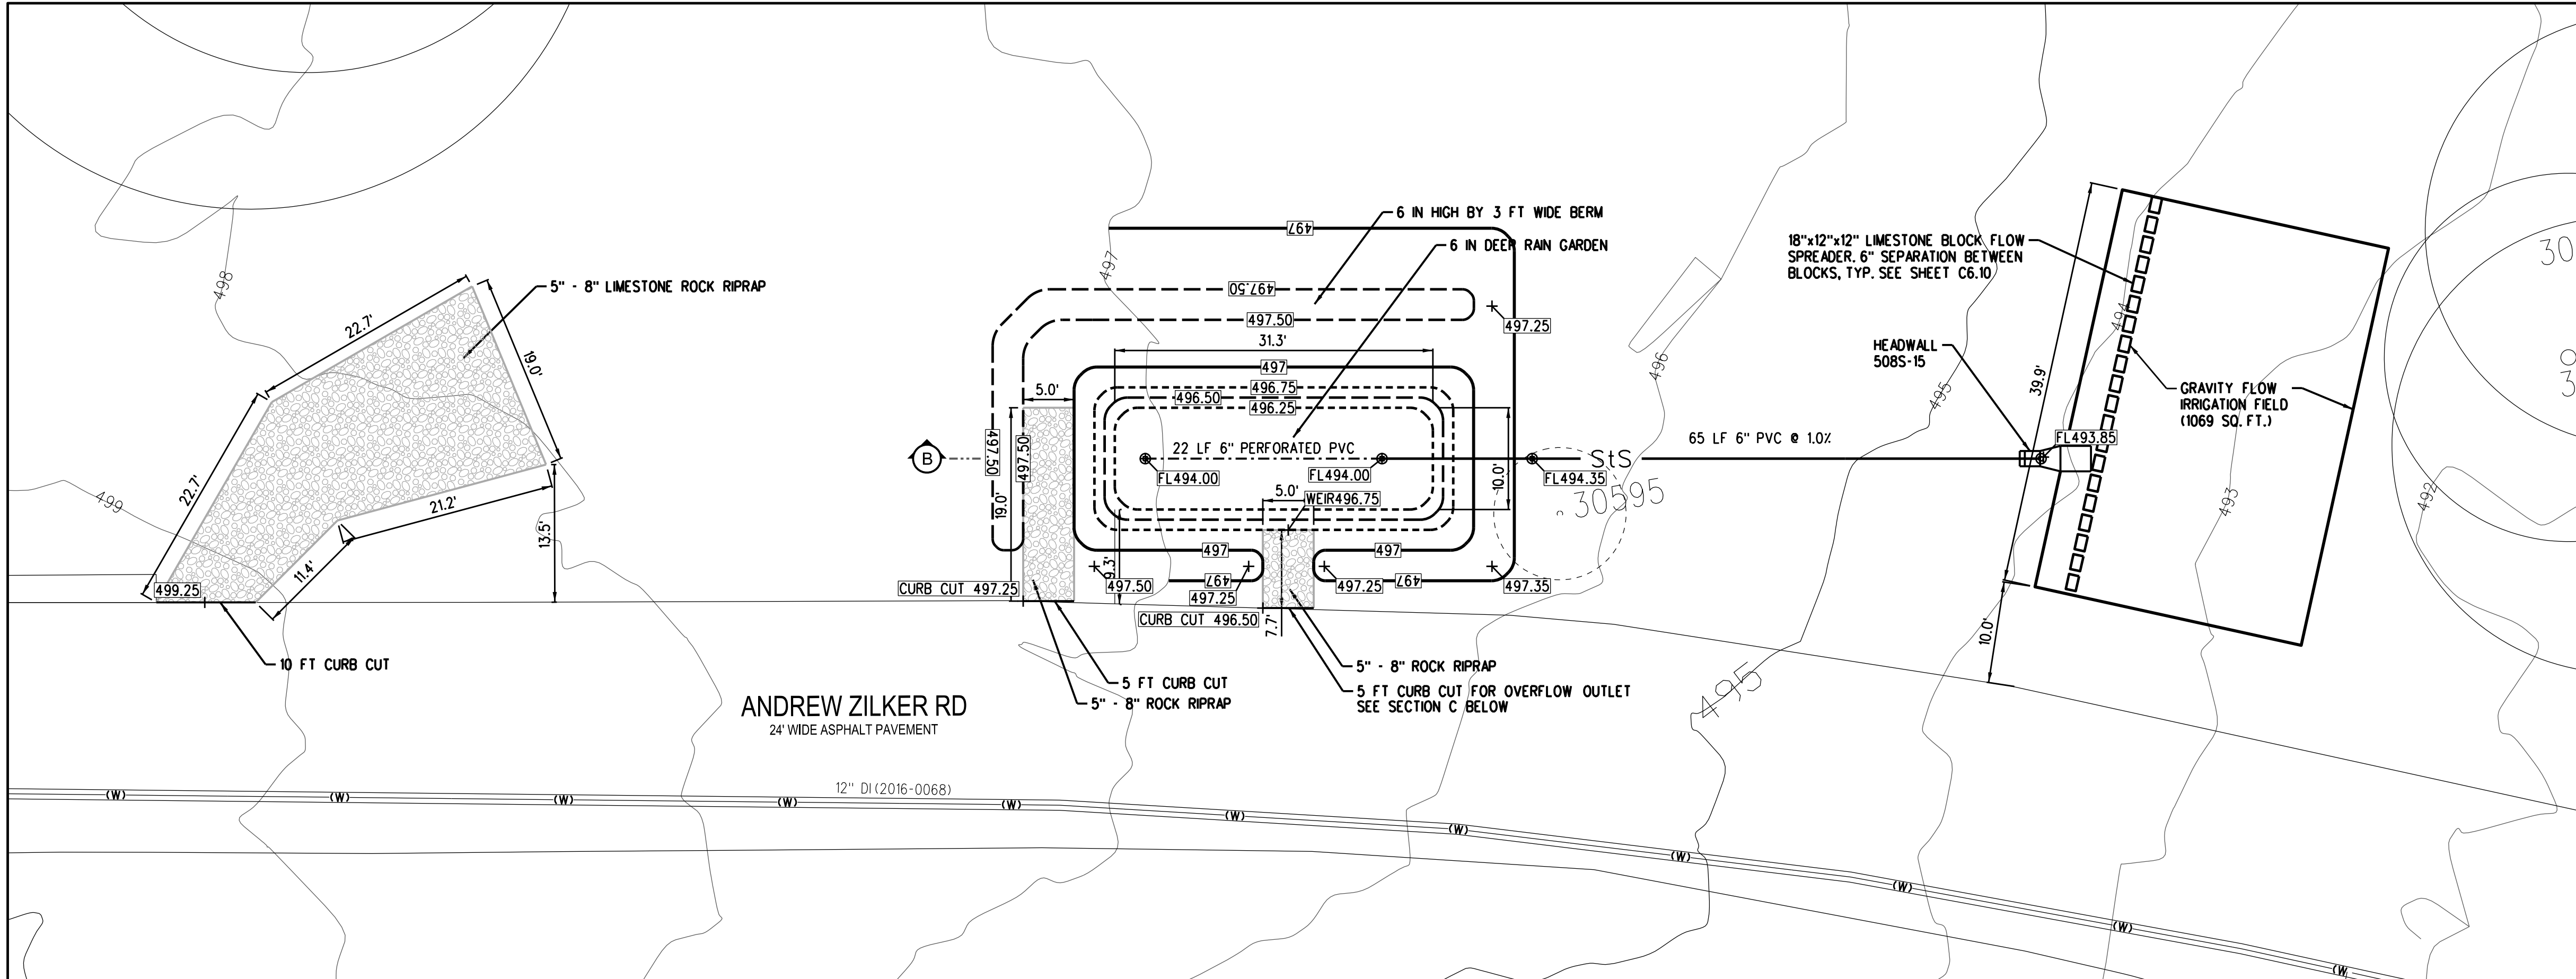 498
499
22.7'
22.7'
19.0'
21.2'
11.4'
13.5'
499.25
5" - 8" LIMESTONE ROCK RIPRAP
10 FT CURB CUT
ANDREW ZILKER RD
24' WIDE ASPHALT PAVEMENT
12" DI (2016-0068)
(W)
(W)
(W)
(W)
(W)
(W)
(W)
(W)
(W)
(W)
(W)
B
497
497
6 IN HIGH BY 3 FT WIDE BERM
6 IN DEEP RAIN GARDEN
497.50
497.50
497.25
31.3'
497
496.75
496.50
496.25
5.0'
497.50
497.50
19.0'
22 LF 6" PERFORATED PVC
FL494.00
FL494.00
FL494.35
10.0'
5.0'
WEIR496.75
9.3'
497
497
497
497
497.50
497.25
497.25
497.35
CURB CUT 497.25
CURB CUT 496.50
7.7'
5 FT CURB CUT
5" - 8" ROCK RIPRAP
5" - 8" ROCK RIPRAP
5 FT CURB CUT FOR OVERFLOW OUTLET
SEE SECTION C BELOW
StS
30595
65 LF 6" PVC @ 1.0%
496
495
495
18"x12"x12" LIMESTONE BLOCK FLOW
SPREADER. 6" SEPARATION BETWEEN
BLOCKS, TYP. SEE SHEET C6.10
HEADWALL
508S-15
39.9'
494
GRAVITY FLOW
IRRIGATION FIELD
(1069 SQ. FT.)
FL493.85
10.0'
493
492
30
3